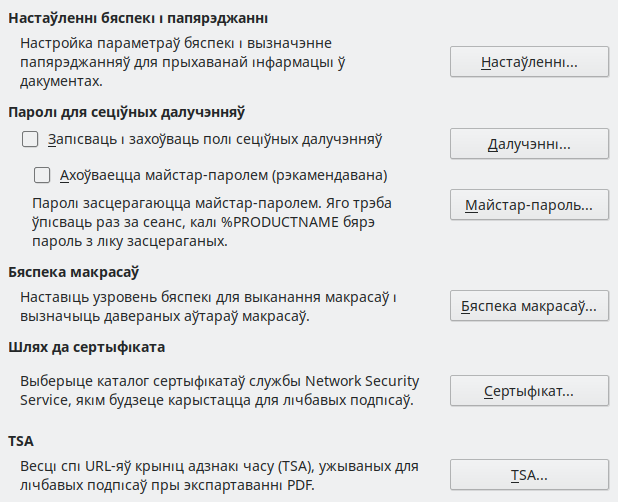 Настаўленні бяспекі і папярэджанні
Настройка параметраў бяспекі і вызначэнне
папярэджанняў для прыхаванай інфармацыі ў
дакументах.
Настаўленні...
Паролі для сеціўных далучэнняў
Запісваць і захоўваць полі сеціўных далучэнняў
Далучэнні...
Ахоўваецца майстар-паролем (рэкамендавана)
Паролі засцерагаюцца майстар-паролем. Яго трэба
ўпісваць раз за сеанс, калі %PRODUCTNAME бярэ
пароль з ліку засцераганых.
Майстар-пароль...
Бяспека макрасаў
Наставіць узровень бяспекі для выканання макрасаў і
вызначыць давераных аўтараў макрасаў.
Бяспека макрасаў...
Шлях да сертыфіката
Выберыце каталог сертыфікатаў службы Network Security
Service, якім будзеце карыстацца для лічбавых подпісаў.
Сертыфікат...
TSA
Весці спі URL-яў крыніц адзнакі часу (TSA), ужываных для
лічбавых подпісаў пры экспартаванні PDF.
TSA...